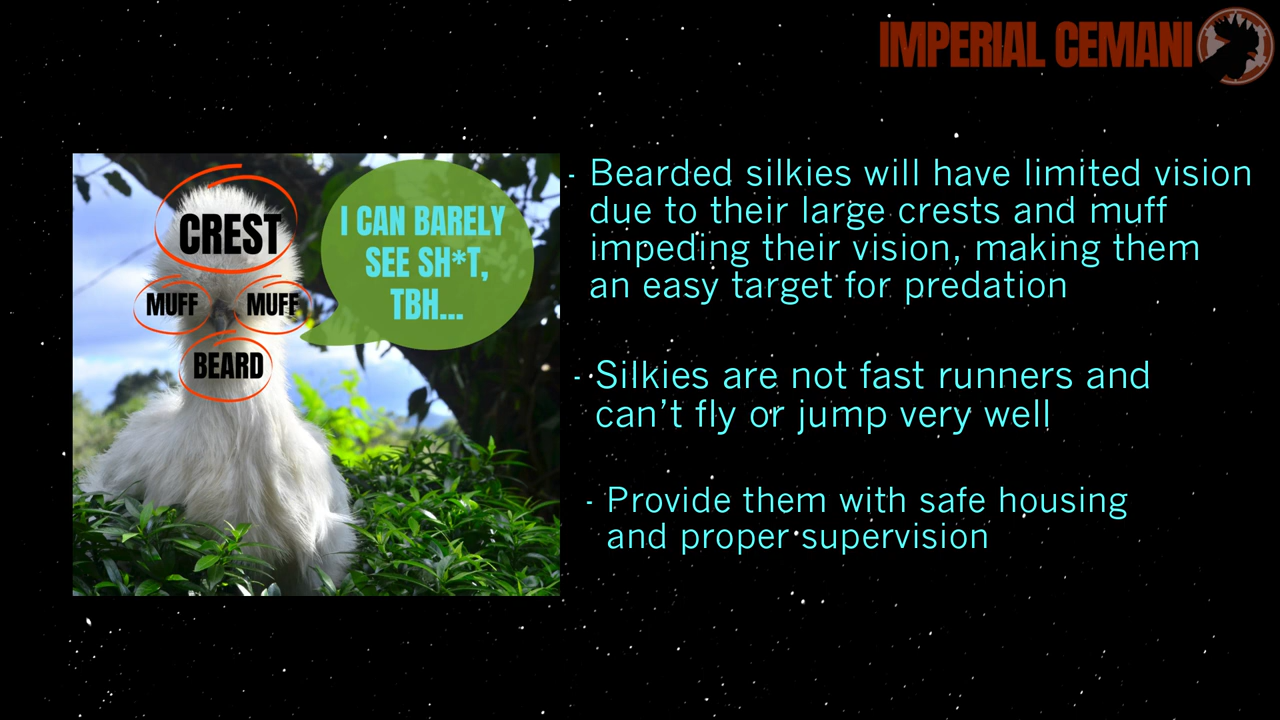 IMPERIAL CEMANI
CREST
MUFF MUFF
BEARD
I CAN BARELY
SEE SH*T,
TBH...
- Bearded silkies will have limited vision
due to their large crests and muff
impeding their vision, making them
an easy target for predation
- Silkies are not fast runners and
can’t fly or jump very well
- Provide them with safe housing
and proper supervision